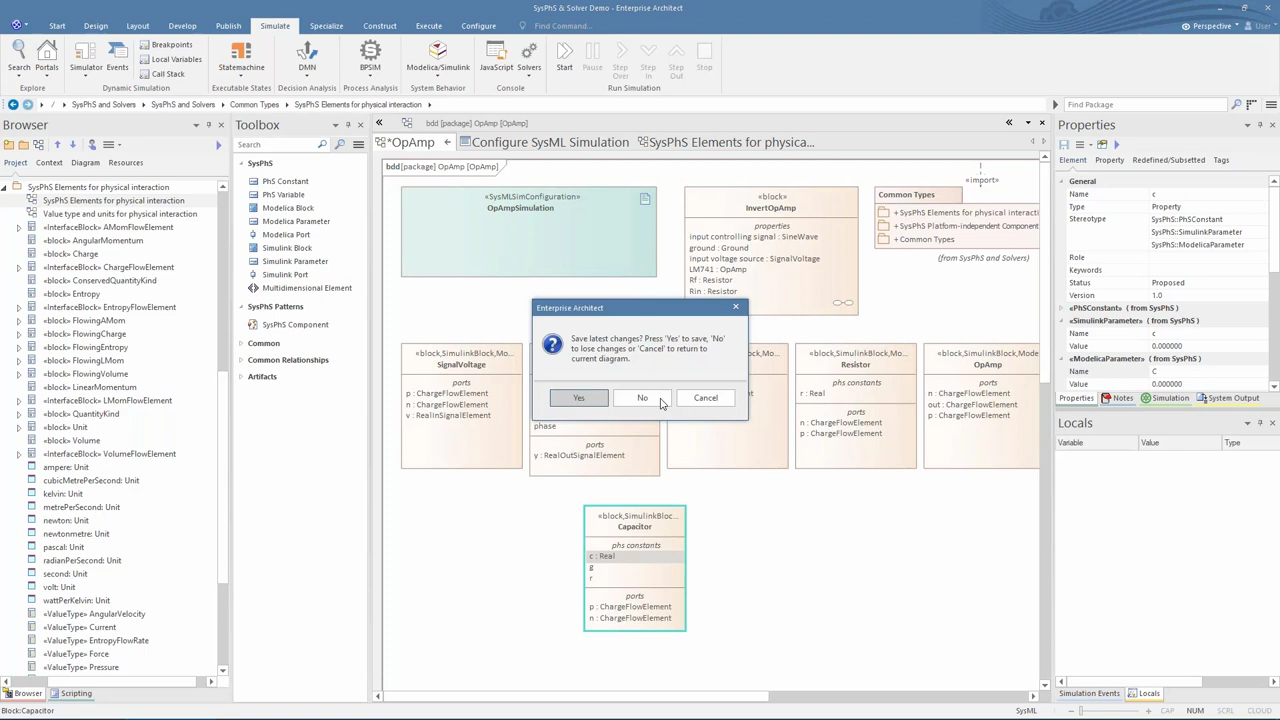 SysPhS & Solver Demo - Enterprise Architect
Start Design Layout Develop Publish Simulate Specialize Construct Execute Configure Find Command... Perspective User
Search Portals Simulator Events Breakpoints Local Variables Call Stack Statemachine DMN BPSIM Modelica/Simulink JavaScript Solvers Start Pause Step Over Step In Step Out Stop
Explore Dynamic Simulation Executable States Decision Analysis Process Analysis System Behavior Console Run Simulation
/ SysPhS and Solvers SysPhS and Solvers Common Types SysPhS Elements for physical interaction Find Package
Browser
Project Context Diagram Resources
SysPhS Elements for physical interaction
SysPhS Elements for physical interaction
Value type and units for physical interaction
«InterfaceBlock» AMomFlowElement
«block» AngularMomentum
«block» Charge
«InterfaceBlock» ChargeFlowElement
«block» ConservedQuantityKind
«block» Entropy
«InterfaceBlock» EntropyFlowElement
«block» FlowingAMom
«block» FlowingCharge
«block» FlowingEntropy
«block» FlowingLMom
«block» FlowingVolume
«block» LinearMomentum
«InterfaceBlock» LMomFlowElement
«block» QuantityKind
«block» Unit
«block» Volume
«InterfaceBlock» VolumeFlowElement
ampere: Unit
cubicMetrePerSecond: Unit
kelvin: Unit
metrePerSecond: Unit
newton: Unit
newtonmetre: Unit
pascal: Unit
radianPerSecond: Unit
second: Unit
volt: Unit
wattPerKelvin: Unit
«ValueType» AngularVelocity
«ValueType» Current
«ValueType» EntropyFlowRate
«ValueType» Force
«ValueType» Pressure
Browser Scripting
Block:Capacitor
Toolbox
Search
SysPhS
PhS Constant
PhS Variable
Modelica Block
Modelica Parameter
Modelica Port
Simulink Block
Simulink Parameter
Simulink Port
Multidimensional Element
SysPhS Patterns
SysPhS Component
Common
Common Relationships
Artifacts
bdd [package] OpAmp [OpAmp]
*OpAmp Configure SysML Simulation SysPhS Elements for physica...
bdd[package] OpAmp [OpAmp]
«SysMLSimConfiguration»
OpAmpSimulation
«block»
InvertOpAmp
properties
input controlling signal : SineWave
ground : Ground
input voltage source : SignalVoltage
LM741 : OpAmp
Rf : Resistor
Rin : Resistor
«import»
Common Types
+ SysPhS Elements for physical interacti
+ SysPhS Platform-independent Component
+ Common Types
(from SysPhS and Solvers)
Enterprise Architect
Save latest changes? Press 'Yes' to save, 'No'
to lose changes or 'Cancel' to return to
current diagram.
Yes No Cancel
«block,SimulinkBlock,Mo...
SignalVoltage
ports
p : ChargeFlowElement
n : ChargeFlowElement
v : RealInSignalElement
phase
ports
y : RealOutSignalElement
«block,SimulinkBlock,Mo...
Resistor
phs constants
r : Real
ports
n : ChargeFlowElement
p : ChargeFlowElement
«block,SimulinkBlock,Mo
OpAmp
ports
n : ChargeFlowElement
out : ChargeFlowElement
p : ChargeFlowElement
«block,SimulinkBloc...
Capacitor
phs constants
c : Real
g
r
ports
p : ChargeFlowElement
n : ChargeFlowElement
Properties
Element Property Redefined/Subsetted Tags
General
Name c
Type Property
Stereotype SysPhS::PhSConstant
SysPhS::SimulinkParameter
SysPhS::ModelicaParameter
Role
Keywords
Status Proposed
Version 1.0
«PhSConstant» ( from SysPhS )
«SimulinkParameter» ( from SysPhS )
Name c
Value 0.000000
«ModelicaParameter» ( from SysPhS )
Name C
Value 0.000000
Properties Notes Simulation System Output
Locals
Variable Value Type
Simulation Events Locals
SysML CAP NUM SCRL CLOUD